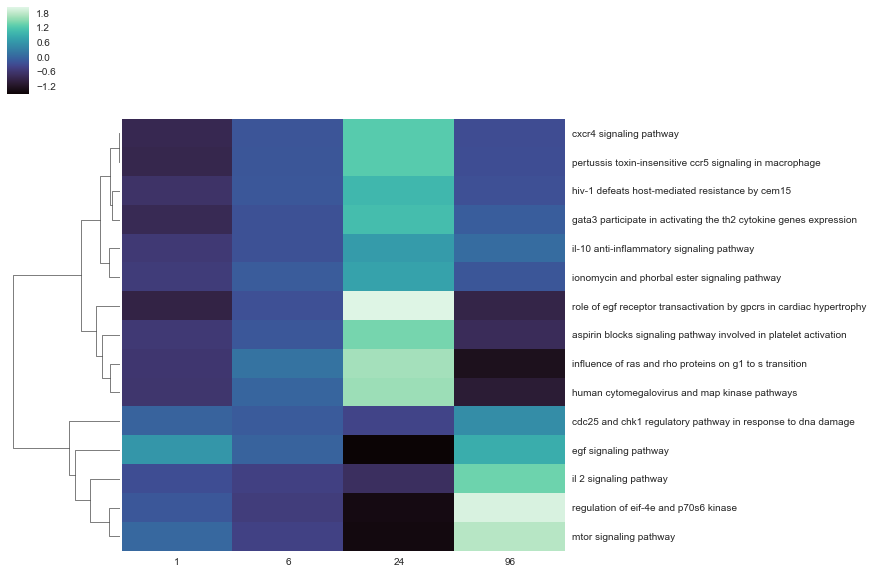 1.8
1.2
0.6
0.0
−0.6
−1.2
cxcr4 signaling pathway
pertussis toxin-insensitive ccr5 signaling in macrophage
hiv-1 defeats host-mediated resistance by cem15
gata3 participate in activating the th2 cytokine genes expression
il-10 anti-inflammatory signaling pathway
ionomycin and phorbal ester signaling pathway
role of egf receptor transactivation by gpcrs in cardiac hypertrophy
aspirin blocks signaling pathway involved in platelet activation
influence of ras and rho proteins on g1 to s transition
human cytomegalovirus and map kinase pathways
cdc25 and chk1 regulatory pathway in response to dna damage
egf signaling pathway
il 2 signaling pathway
regulation of eif-4e and p70s6 kinase
mtor signaling pathway
1 6 24 96